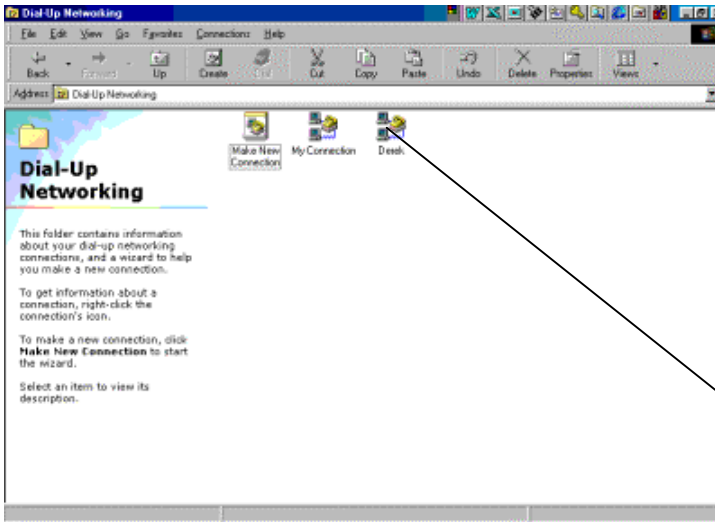 Dial-Up Networking
File Edit View Go Favorites Connections Help
Back Forward Up Create Dial Cut Copy Paste Undo Delete Properties Views
Address Dial-Up Networking
Make New
Connection
My Connection
Derek
Dial-Up
Networking
This folder contains information
about your dial-up networking
connections, and a wizard to help
you make a new connection.
To get information about a
connection, right-click the
connection's icon.
To make a new connection, click
Make New Connection to start
the wizard.
Select an item to view its
description.